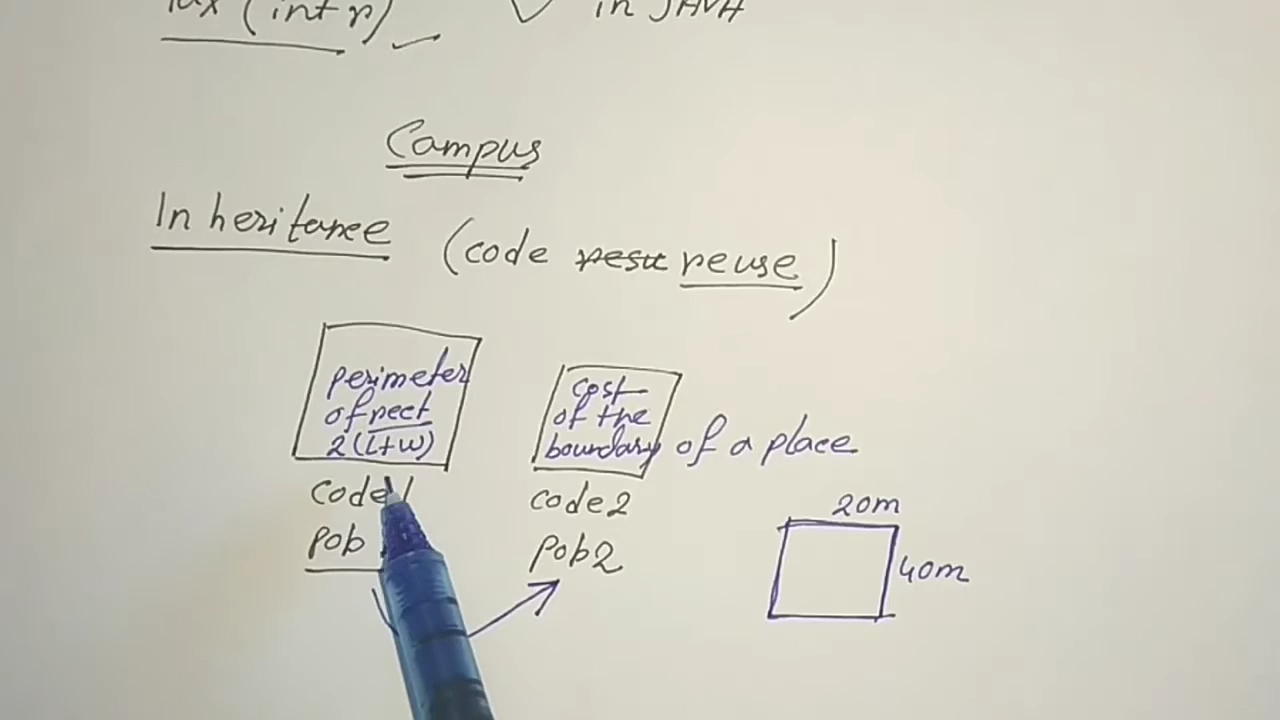 (int r) in JAVA
Campus
Inheritance (code reuse)
perimeter
of rect
2(l+w)
code1
pob
cost
of the
boundary of a place
code2
pob2
20m
40m